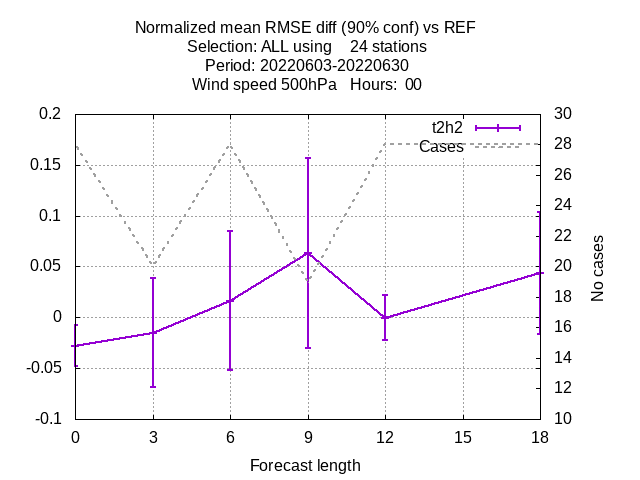 Normalized mean RMSE diff (90% conf) vs REF
Selection: ALL using 24 stations
Period: 20220603-20220630
Wind speed 500hPa Hours: 00
0.2
0.15
0.1
0.05
0
-0.05
-0.1
t2h2
Cases
30
28
26
24
22
20
18
16
14
12
10
No cases
0 3 6 9 12 15 18
Forecast length